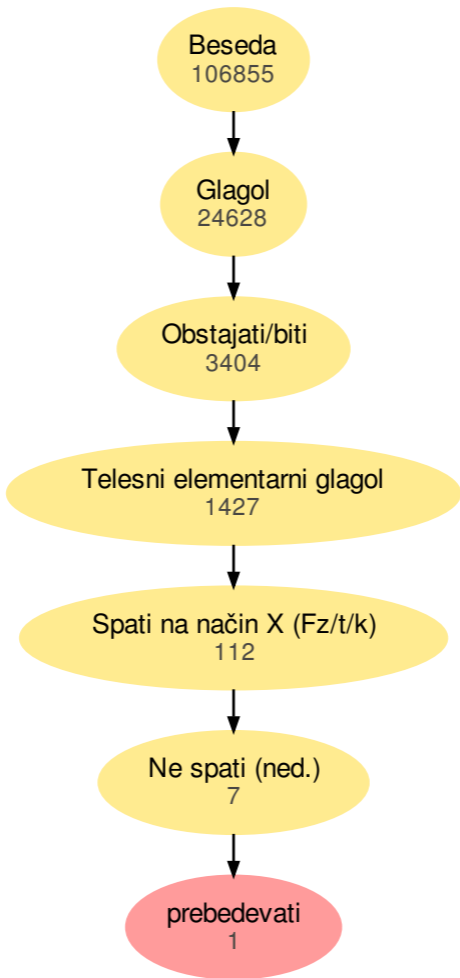 Beseda
106855
Glagol
24628
Obstajati/biti
3404
Telesni elementarni glagol
1427
Spati na način X (Fz/t/k)
112
Ne spati (ned.)
7
prebedevati
1